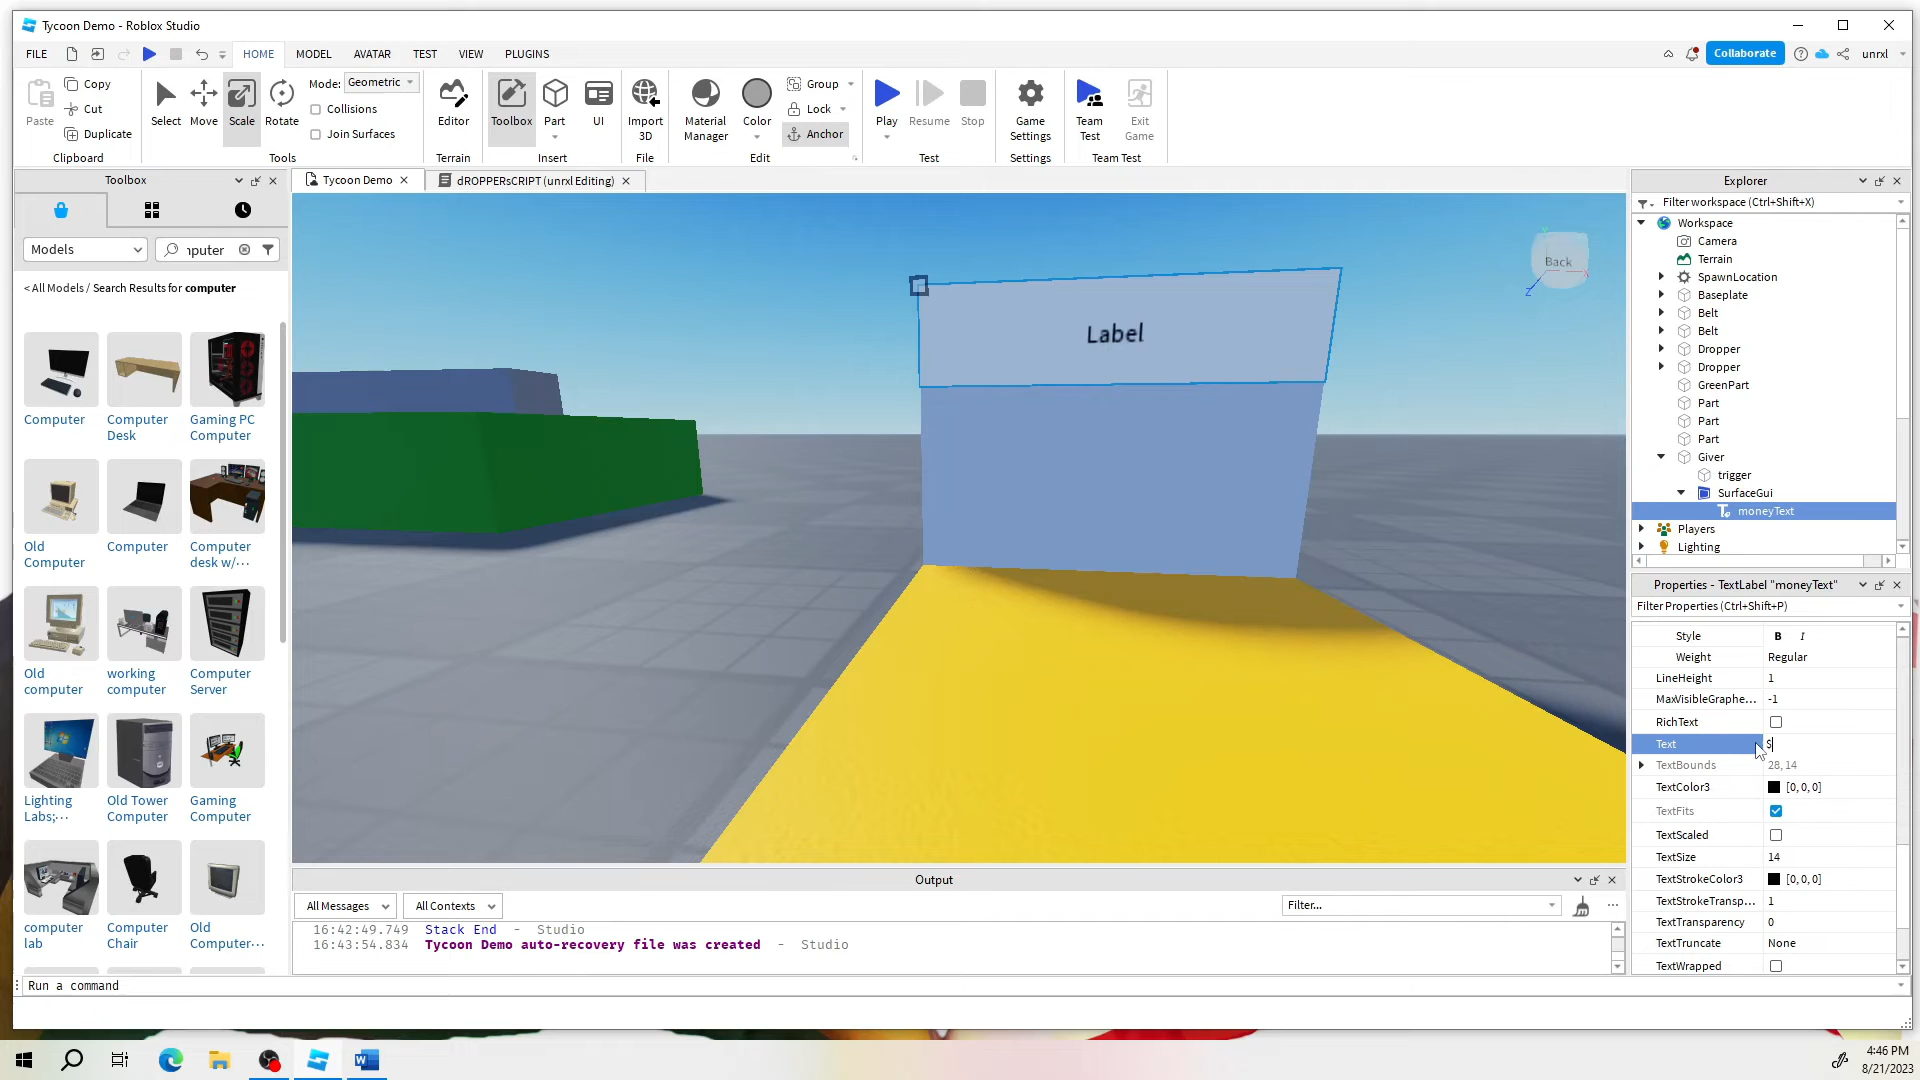 Tycoon Demo - Roblox Studio
FILE HOME MODEL AVATAR TEST VIEW PLUGINS Collaborate unrxl
Copy
Cut
Paste Duplicate
Clipboard
Select Move Scale Rotate
Mode: Geometric
Collisions
Join Surfaces
Tools
Editor
Terrain
Toolbox Part UI
Insert
Import
3D
File
Material
Manager
Color
Group
Lock
Anchor
Edit
Play Resume Stop
Test
Game
Settings
Settings
Team
Test
Exit
Game
Team Test
Toolbox
Tycoon Demo
dROPPERsCRIPT (unrxl Editing)
Models
nputer
< All Models / Search Results for computer
Computer
Computer
Desk
Gaming PC
Computer
Old
Computer
Computer
Computer
desk w/...
Old
computer
working
computer
Computer
Server
Lighting
Labs;...
Old Tower
Computer
Gaming
Computer
computer
lab
Computer
Chair
Old
Computer...
Label
Back
Y
X
Z
Output
All Messages All Contexts Filter...
16:42:49.749 Stack End - Studio
16:43:54.834 Tycoon Demo auto-recovery file was created - Studio
Run a command
Explorer
Filter workspace (Ctrl+Shift+X)
Workspace
Camera
Terrain
SpawnLocation
Baseplate
Belt
Belt
Dropper
Dropper
GreenPart
Part
Part
Part
Giver
trigger
SurfaceGui
moneyText
Players
Lighting
Properties - TextLabel "moneyText"
Filter Properties (Ctrl+Shift+P)
Style B I
Weight Regular
LineHeight 1
MaxVisibleGraphe... -1
RichText
Text $
TextBounds 28, 14
TextColor3 [0, 0, 0]
TextFits
TextScaled
TextSize 14
TextStrokeColor3 [0, 0, 0]
TextStrokeTransp... 1
TextTransparency 0
TextTruncate None
TextWrapped
4:46 PM
8/21/2023